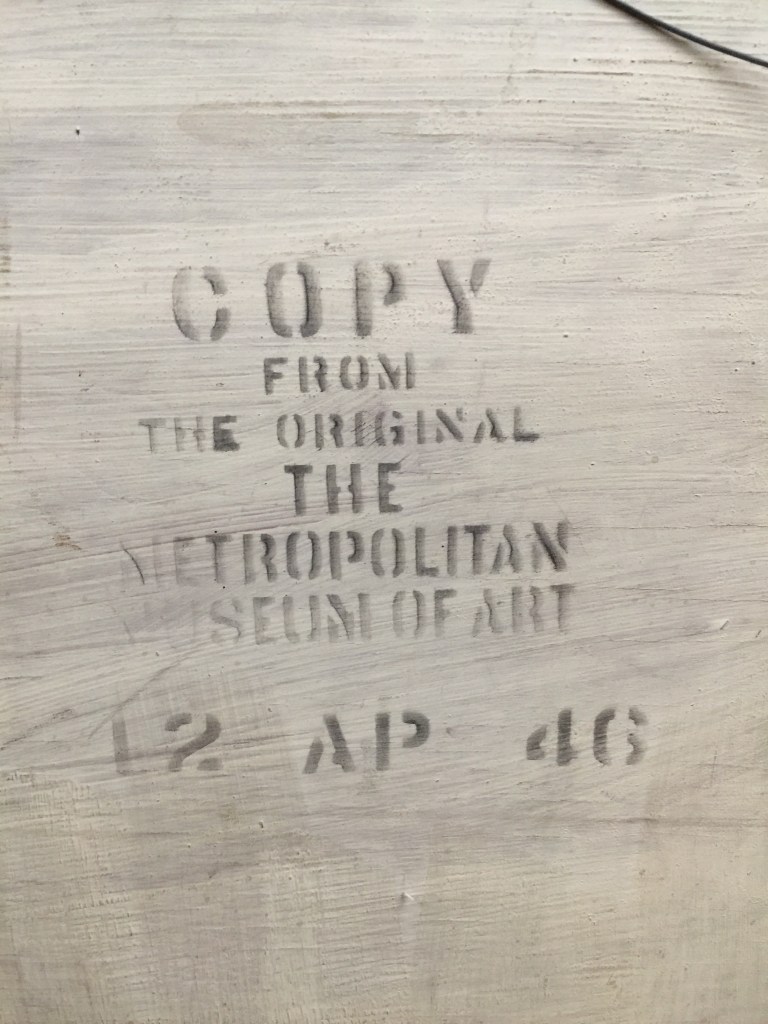 COPY
FROM
THE ORIGINAL
THE
METROPOLITAN
MUSEUM OF ART
12 AP 46